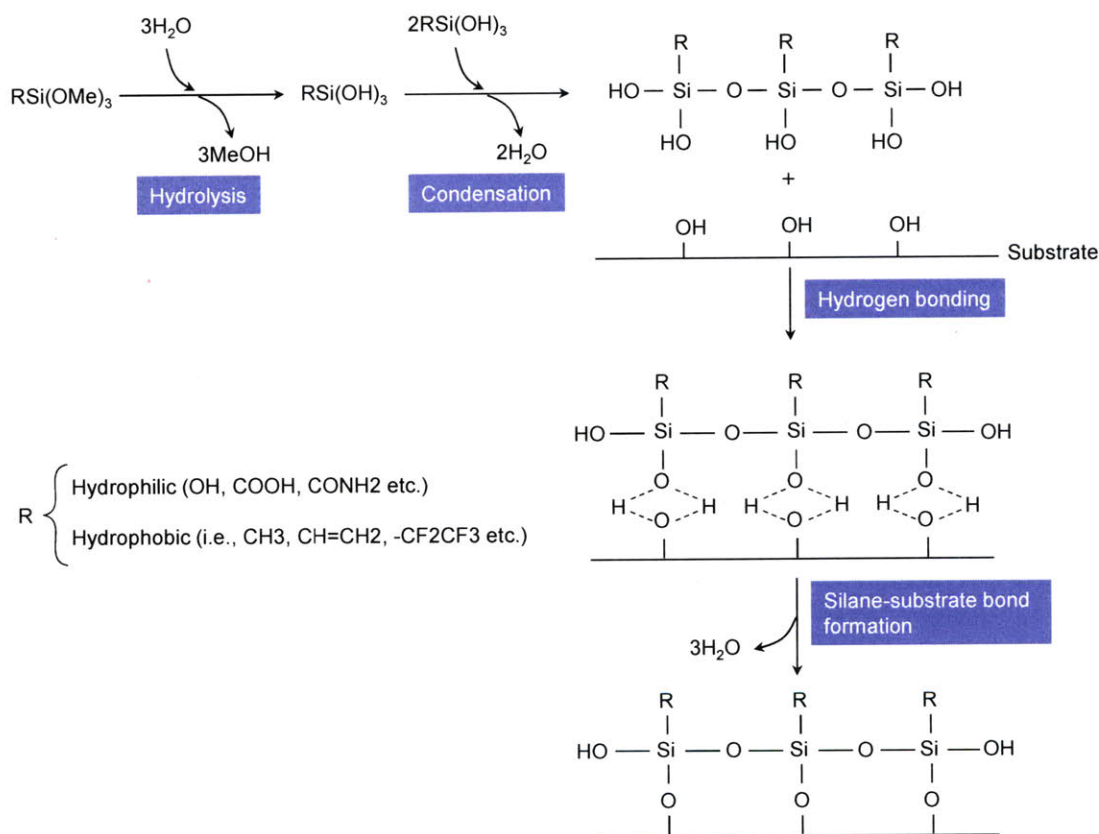 3H₂O
2RSi(OH)₃
RSi(OMe)₃
RSi(OH)₃
3MeOH
2H₂O
Hydrolysis
Condensation
R R R
HO — Si — O — Si — O — Si — OH
HO HO HO
+
OH OH OH
Substrate
Hydrogen bonding
R R R
HO — Si — O — Si — O — Si — OH
O O O
H H H H H H
O O O
R
Hydrophilic (OH, COOH, CONH2 etc.)
Hydrophobic (i.e., CH3, CH=CH2, -CF2CF3 etc.)
Silane-substrate bond
formation
3H₂O
R R R
HO — Si — O — Si — O — Si — OH
O O O